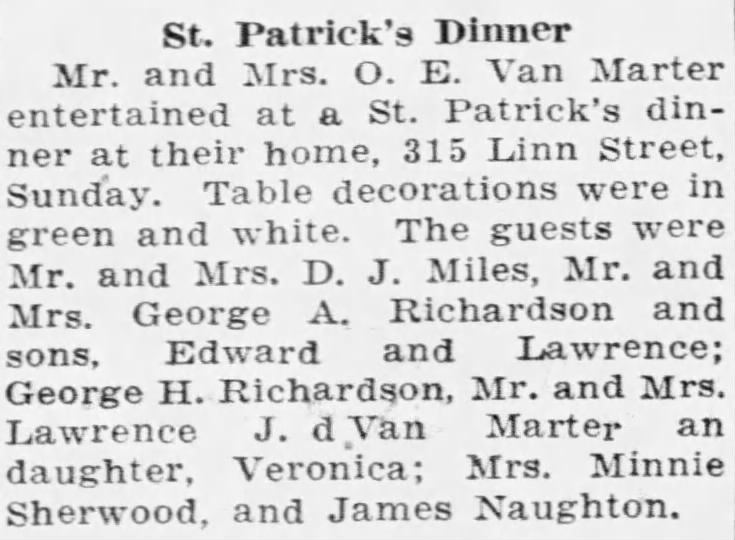 St. Patrick's Dinner
Mr. and Mrs. O. E. Van Marter
entertained at a St. Patrick's din-
ner at their home, 315 Linn Street,
Sunday. Table decorations were in
green and white. The guests were
Mr. and Mrs. D. J. Miles, Mr. and
Mrs. George A. Richardson and
sons, Edward and Lawrence;
George H. Richardson, Mr. and Mrs.
Lawrence J. d Van Marter an
daughter, Veronica; Mrs. Minnie
Sherwood, and James Naughton.